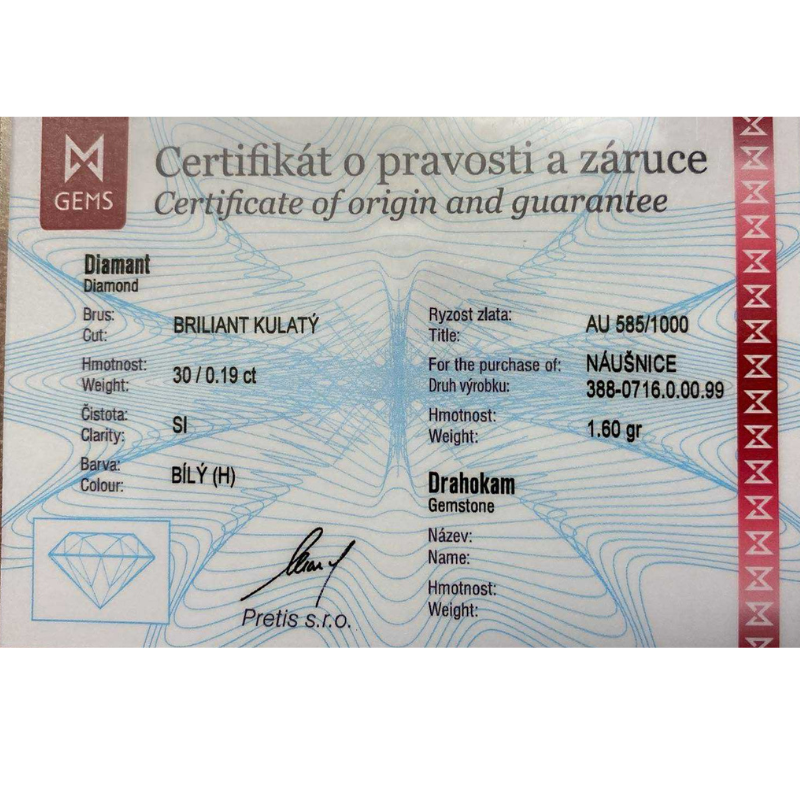 GEMS
Certifikát o pravosti a záruce
Certificate of origin and guarantee
Diamant
Diamond
Brus:
Cut:
BRILIANT KULATÝ
Hmotnost:
Weight:
30 / 0.19 ct
Čistota:
Clarity:
SI
Barva:
Colour:
BÍLÝ (H)
Pretis s.r.o.
Ryzost zlata:
Title:
AU 585/1000
For the purchase of:
Druh výrobku:
NÁUŠNICE
388-0716.0.00.99
Hmotnost:
Weight:
1.60 gr
Drahokam
Gemstone
Název:
Name:
Hmotnost:
Weight: